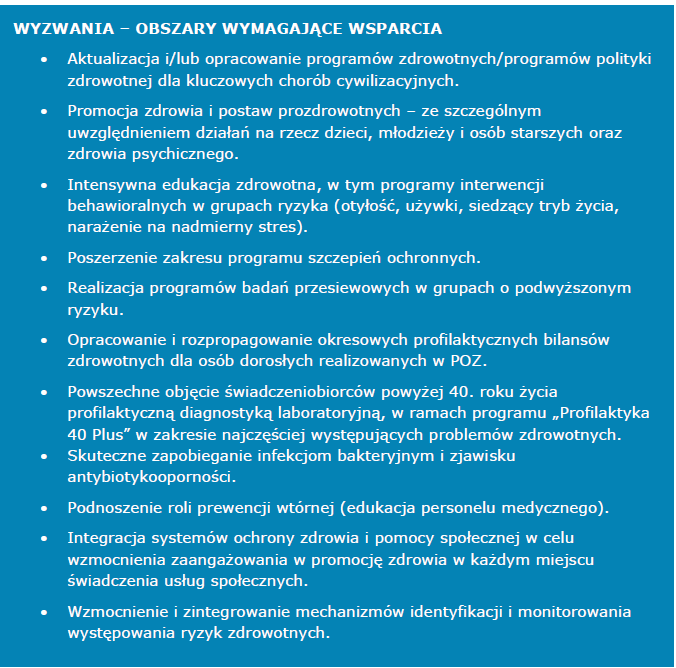 WYZWANIA – OBSZARY WYMAGAJĄCE WSPARCIA
• Aktualizacja i/lub opracowanie programów zdrowotnych/programów polityki
zdrowotnej dla kluczowych chorób cywilizacyjnych.
• Promocja zdrowia i postaw prozdrowotnych – ze szczególnym
uwzględnieniem działań na rzecz dzieci, młodzieży i osób starszych oraz
zdrowia psychicznego.
• Intensywna edukacja zdrowotna, w tym programy interwencji
behawioralnych w grupach ryzyka (otyłość, używki, siedzący tryb życia,
narażenie na nadmierny stres).
• Poszerzenie zakresu programu szczepień ochronnych.
• Realizacja programów badań przesiewowych w grupach o podwyższonym
ryzyku.
• Opracowanie i rozpropagowanie okresowych profilaktycznych bilansów
zdrowotnych dla osób dorosłych realizowanych w POZ.
• Powszechne objęcie świadczeniobiorców powyżej 40. roku życia
profilaktyczną diagnostyką laboratoryjną, w ramach programu „Profilaktyka
40 Plus” w zakresie najczęściej występujących problemów zdrowotnych.
• Skuteczne zapobieganie infekcjom bakteryjnym i zjawisku
antybiotykooporności.
• Podnoszenie roli prewencji wtórnej (edukacja personelu medycznego).
• Integracja systemów ochrony zdrowia i pomocy społecznej w celu
wzmocnienia zaangażowania w promocję zdrowia w każdym miejscu
świadczenia usług społecznych.
• Wzmocnienie i zintegrowanie mechanizmów identyfikacji i monitorowania
występowania ryzyk zdrowotnych.